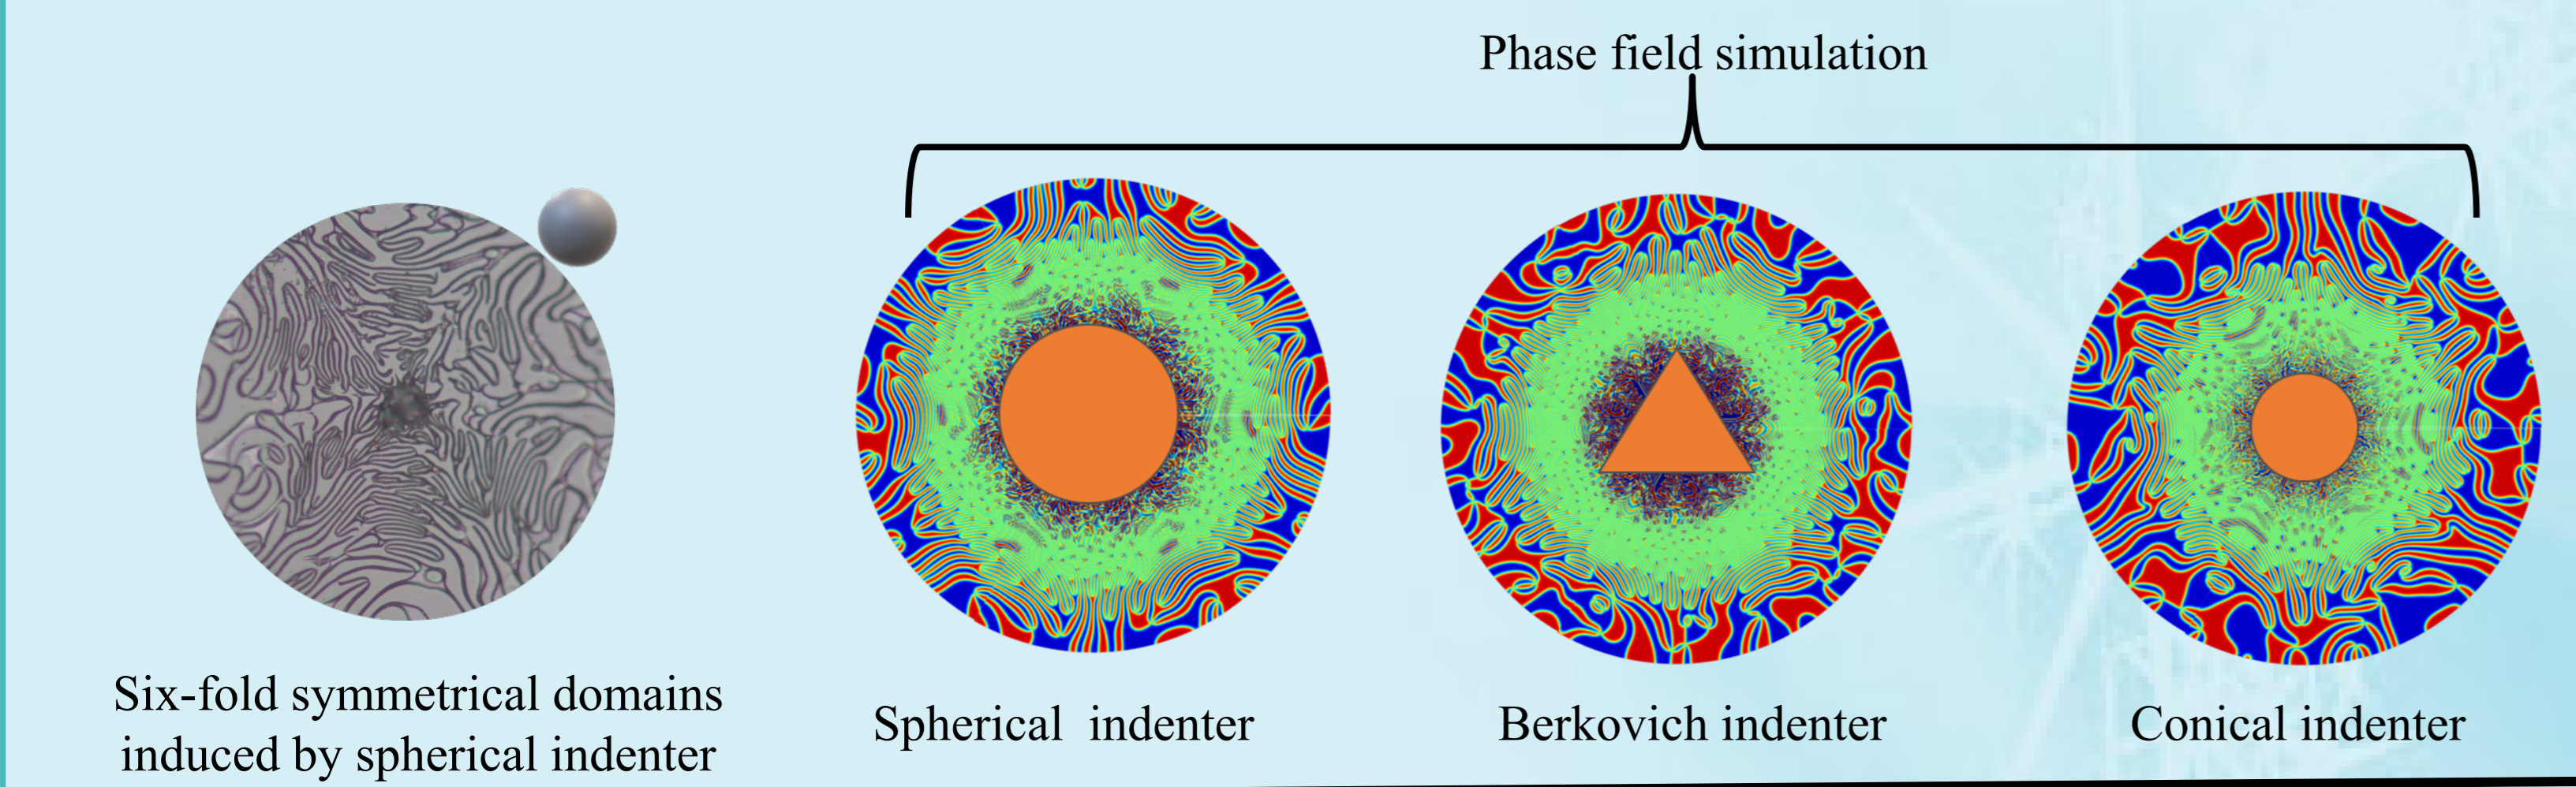 Phase field simulation
Six-fold symmetrical domains
induced by spherical indenter
Spherical indenter
Berkovich indenter
Conical indenter